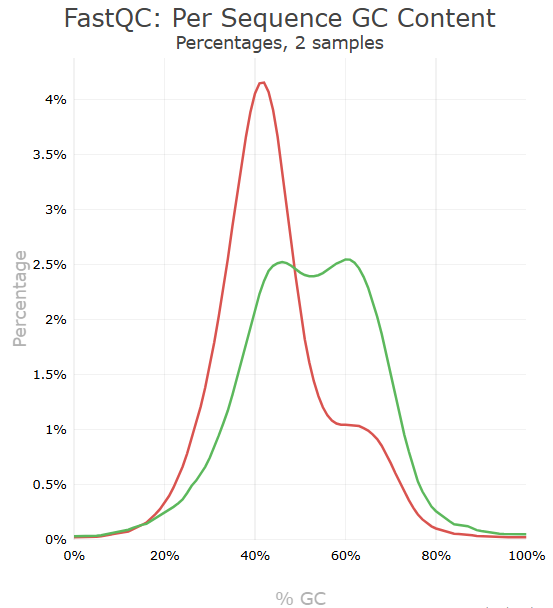 FastQC: Per Sequence GC Content
Percentages, 2 samples
4%
3.5%
3%
2.5%
2%
1.5%
1%
0.5%
0%
Percentage
0% 20% 40% 60% 80% 100%
% GC